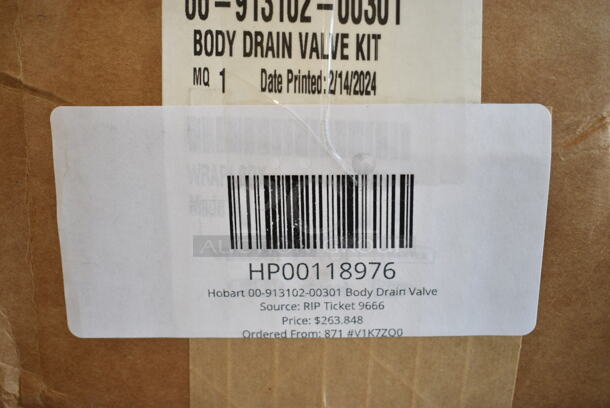 00-913102-00301
BODY DRAIN VALVE KIT
MQ 1 Date Printed: 2/14/2024
HP00118976
Hobart 00-913102-00301 Body Drain Valve
Source: RIP Ticket 9666
Price: $263.848
Ordered From: 871 #V1K7ZQ0